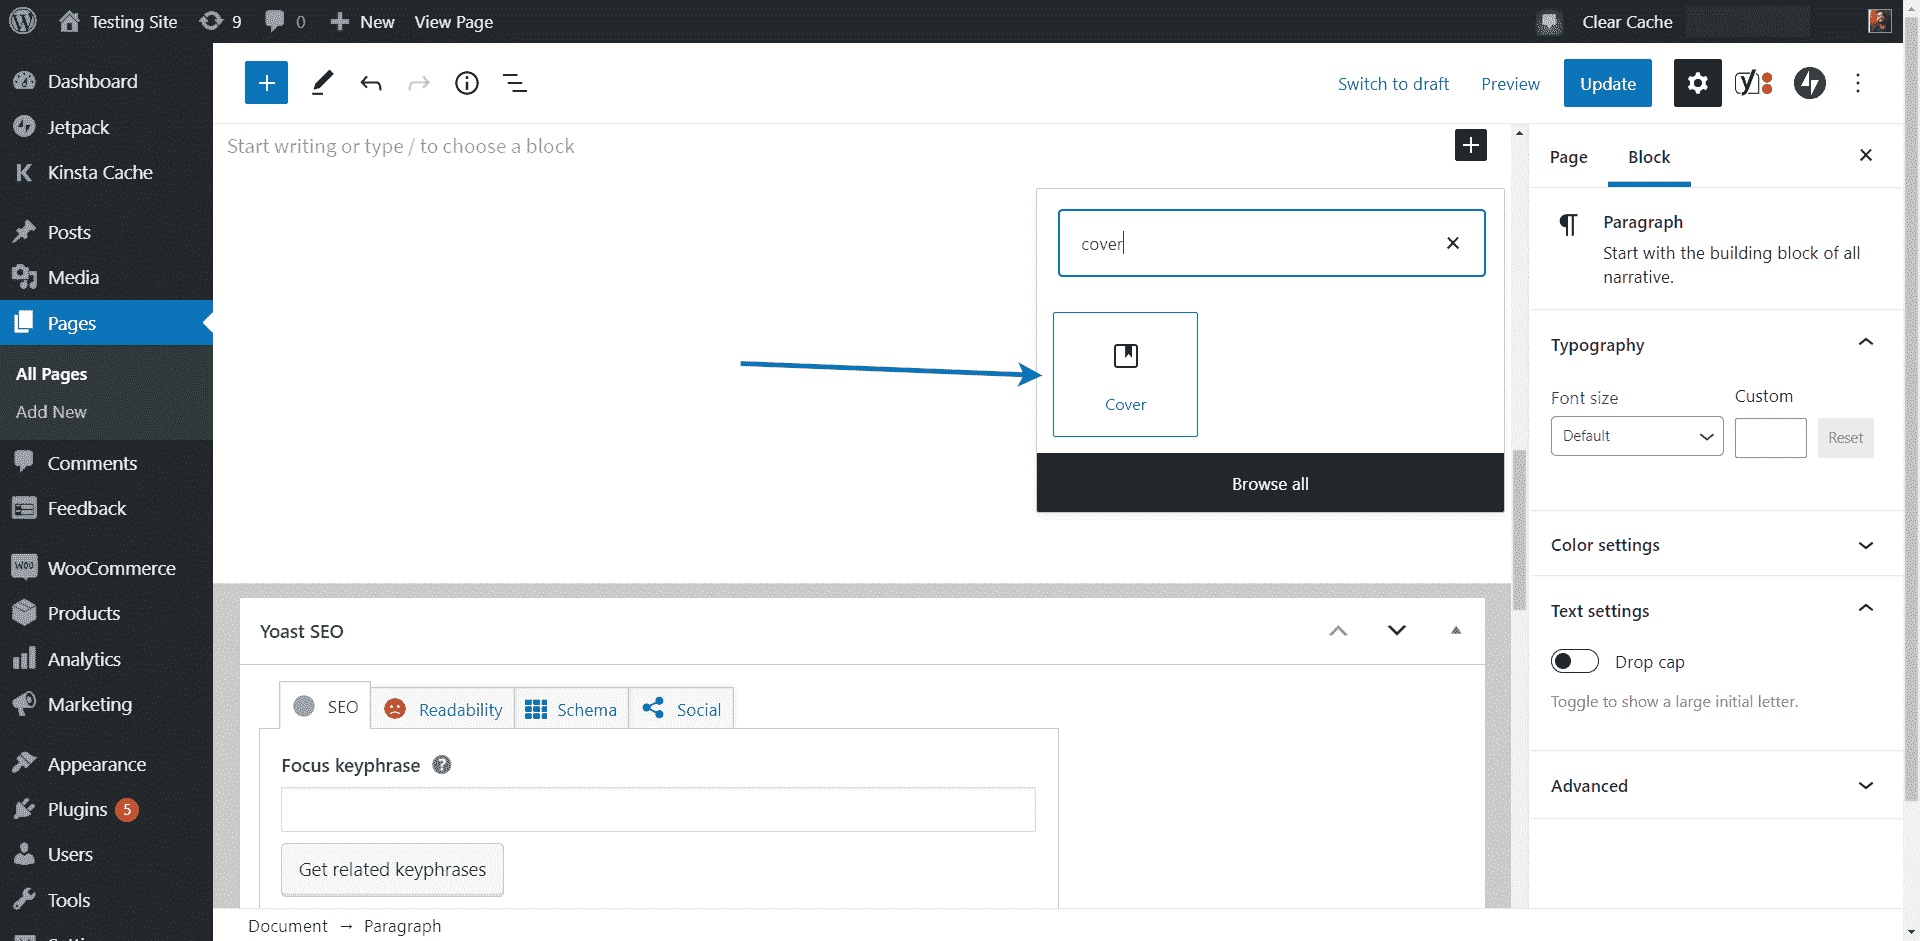 Testing Site 9 0 New View Page Clear Cache
Dashboard
Jetpack
Kinsta Cache
Posts
Media
Pages
All Pages
Add New
Comments
Feedback
WooCommerce
Products
Analytics
Marketing
Appearance
Plugins 5
Users
Tools
Switch to draft Preview Update
Start writing or type / to choose a block
cover
Cover
Browse all
Yoast SEO
SEO Readability Schema Social
Focus keyphrase
Get related keyphrases
Document → Paragraph
Page Block
Paragraph
Start with the building block of all
narrative.
Typography
Font size Custom
Default Reset
Color settings
Text settings
Drop cap
Toggle to show a large initial letter.
Advanced